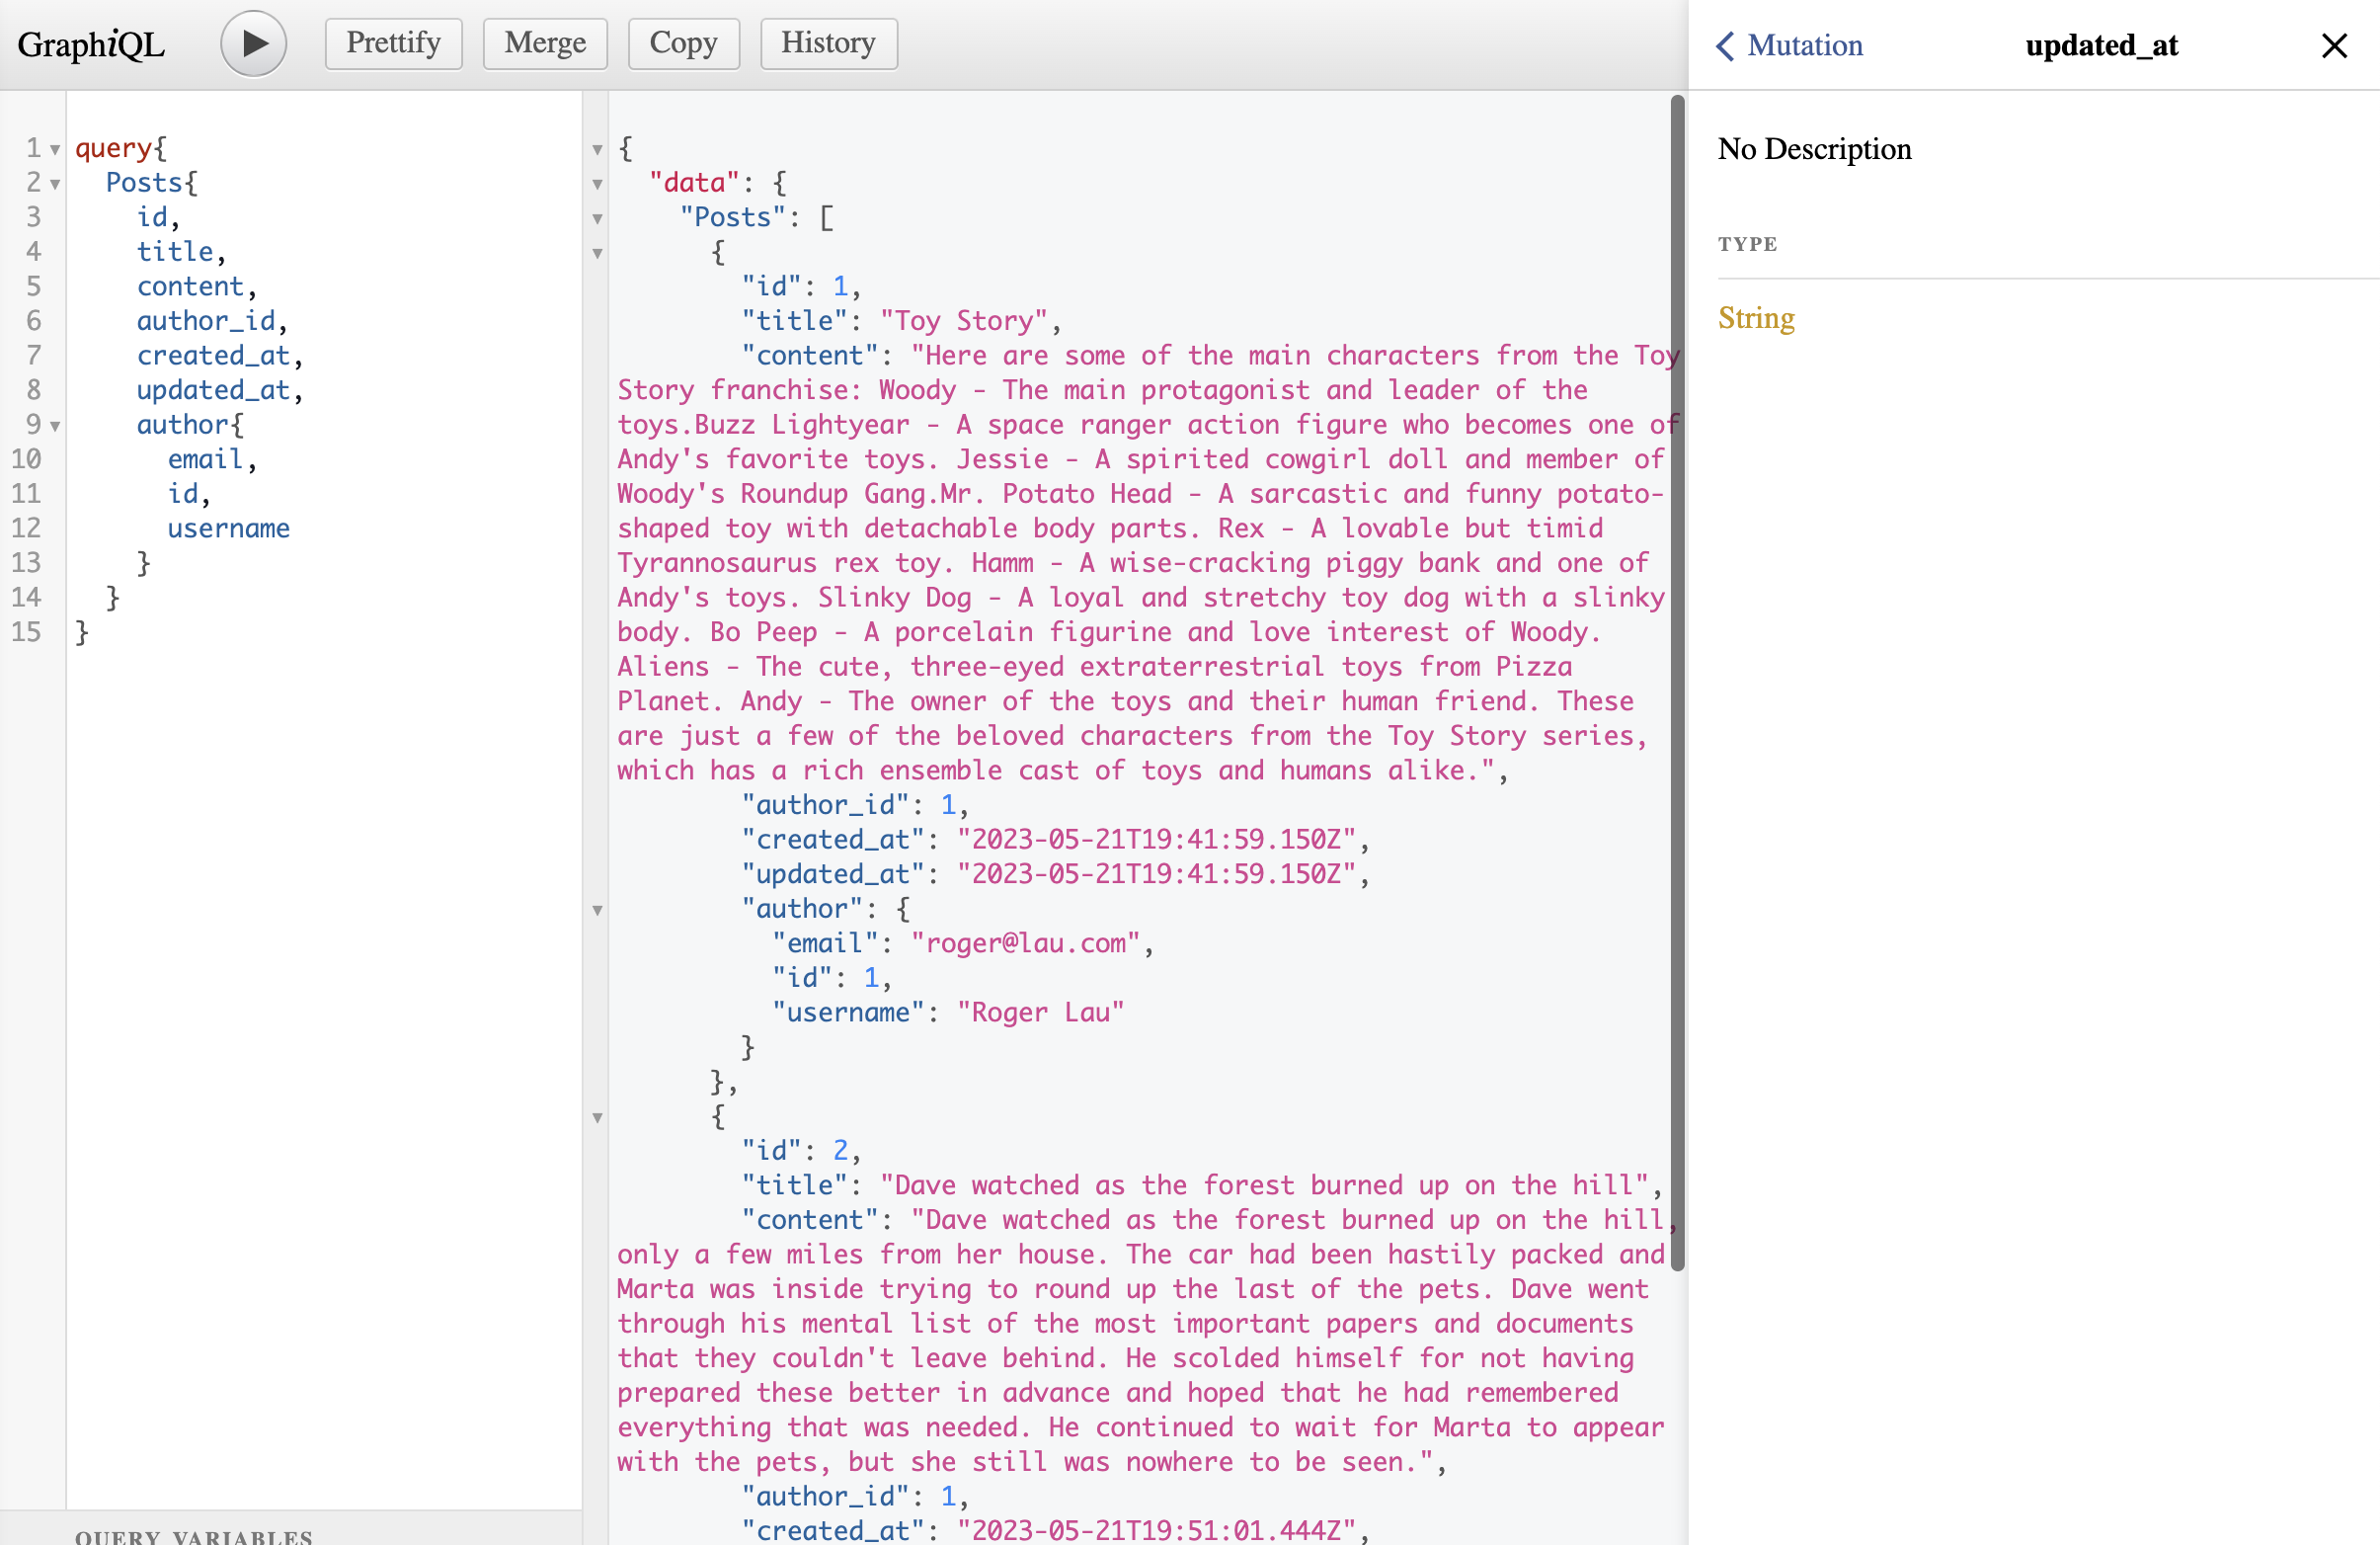 GraphiQL
Prettify
Merge
Copy
History
Mutation
updated_at
1 query{
2 Posts{
3 id,
4 title,
5 content,
6 author_id,
7 created_at,
8 updated_at,
9 author{
10 email,
11 id,
12 username
13 }
14 }
15 }
QUERY VARIABLES
{
"data": {
"Posts": [
{
"id": 1,
"title": "Toy Story",
"content": "Here are some of the main characters from the Toy
Story franchise: Woody - The main protagonist and leader of the
toys.Buzz Lightyear - A space ranger action figure who becomes one of
Andy's favorite toys. Jessie - A spirited cowgirl doll and member of
Woody's Roundup Gang.Mr. Potato Head - A sarcastic and funny potato-
shaped toy with detachable body parts. Rex - A lovable but timid
Tyrannosaurus rex toy. Hamm - A wise-cracking piggy bank and one of
Andy's toys. Slinky Dog - A loyal and stretchy toy dog with a slinky
body. Bo Peep - A porcelain figurine and love interest of Woody.
Aliens - The cute, three-eyed extraterrestrial toys from Pizza
Planet. Andy - The owner of the toys and their human friend. These
are just a few of the beloved characters from the Toy Story series,
which has a rich ensemble cast of toys and humans alike.",
"author_id": 1,
"created_at": "2023-05-21T19:41:59.150Z",
"updated_at": "2023-05-21T19:41:59.150Z",
"author": {
"email": "roger@lau.com",
"id": 1,
"username": "Roger Lau"
}
},
{
"id": 2,
"title": "Dave watched as the forest burned up on the hill",
"content": "Dave watched as the forest burned up on the hill,
only a few miles from her house. The car had been hastily packed and
Marta was inside trying to round up the last of the pets. Dave went
through his mental list of the most important papers and documents
that they couldn't leave behind. He scolded himself for not having
prepared these better in advance and hoped that he had remembered
everything that was needed. He continued to wait for Marta to appear
with the pets, but she still was nowhere to be seen.",
"author_id": 1,
"created_at": "2023-05-21T19:51:01.444Z",
No Description
TYPE
String